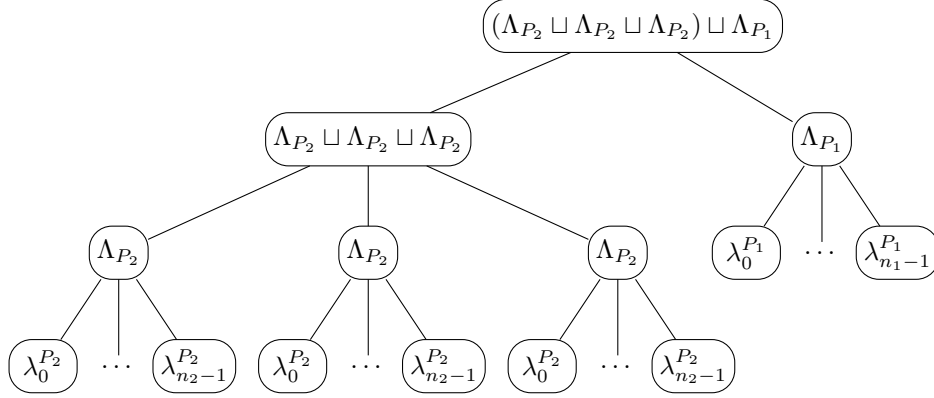 (Λ_{P_2} ⊔ Λ_{P_2} ⊔ Λ_{P_2}) ⊔ Λ_{P_1}
Λ_{P_2} ⊔ Λ_{P_2} ⊔ Λ_{P_2} Λ_{P_1}
Λ_{P_2} Λ_{P_2} Λ_{P_2} λ_0^{P_1} ··· λ_{n_1−1}^{P_1}
λ_0^{P_2} ··· λ_{n_2−1}^{P_2} λ_0^{P_2} ··· λ_{n_2−1}^{P_2} λ_0^{P_2} ··· λ_{n_2−1}^{P_2}